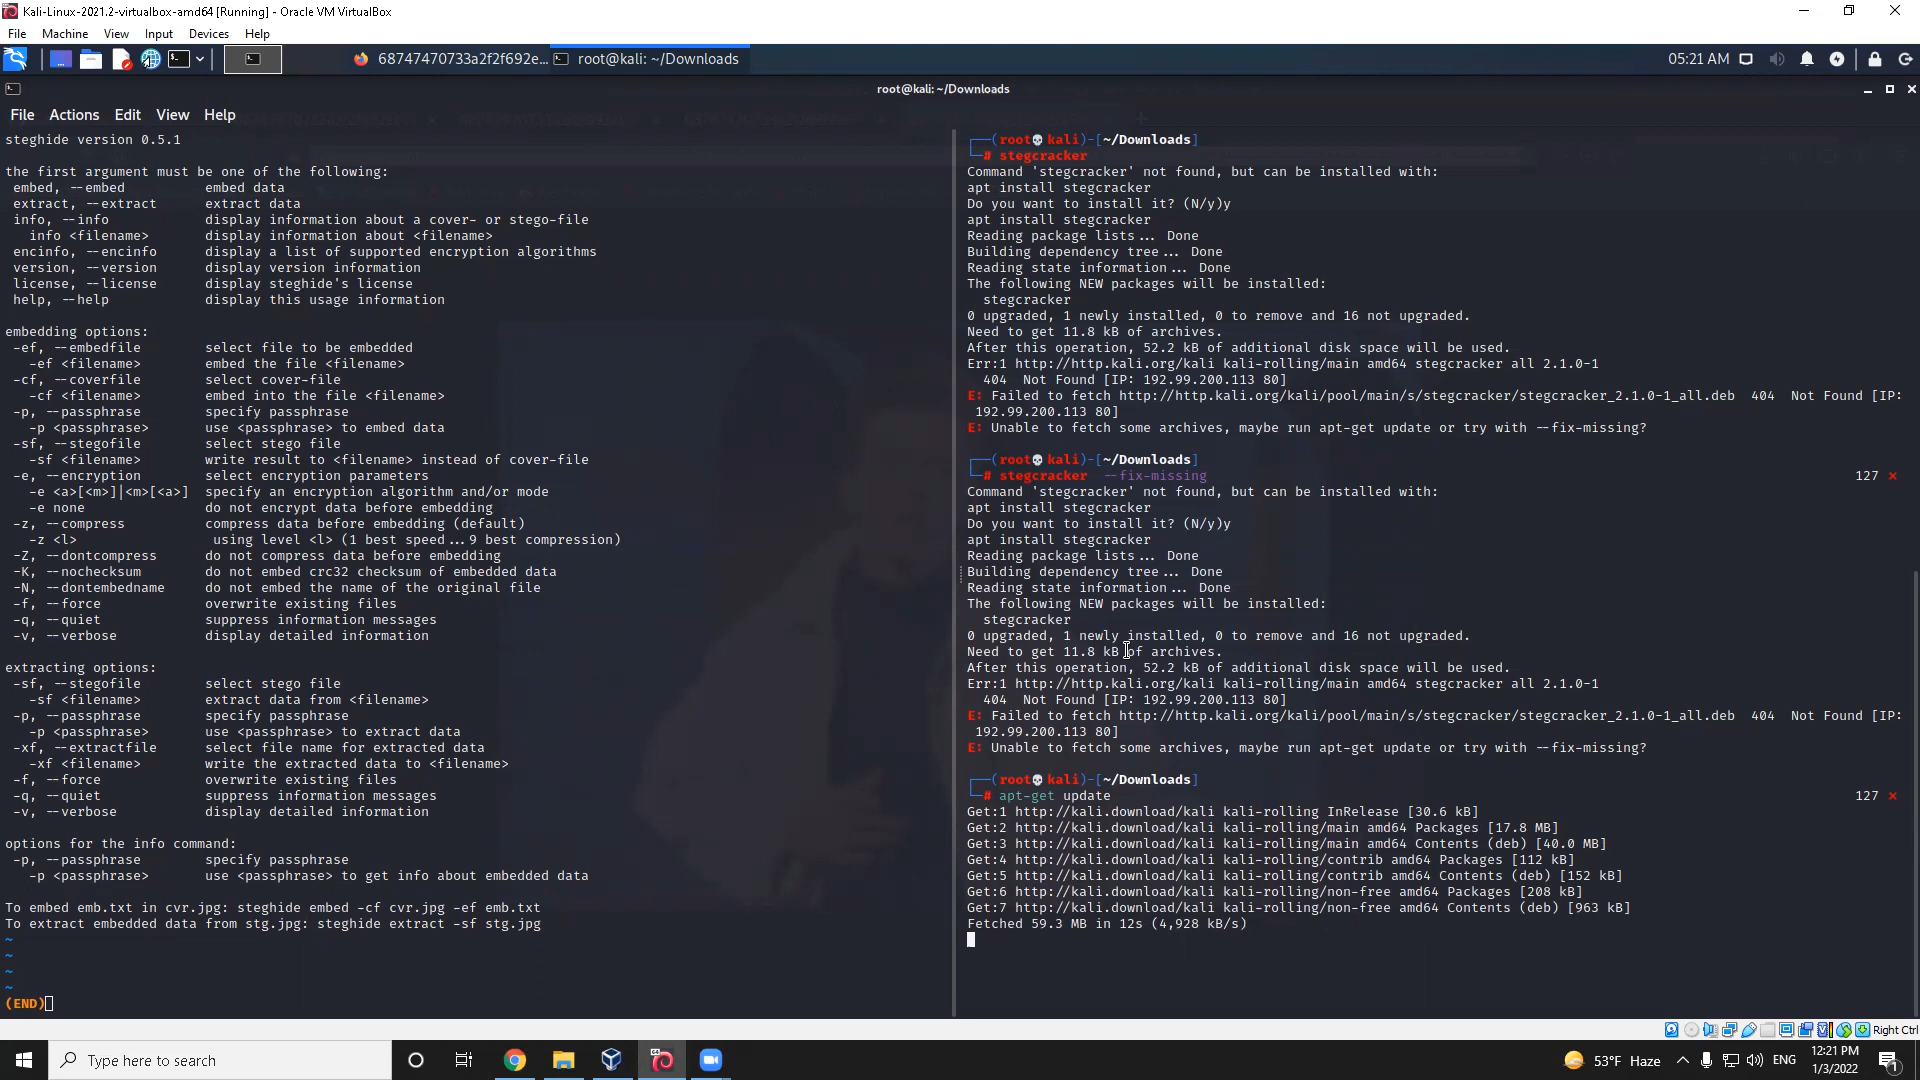 Kali-Linux-2021.2-virtualbox-amd64 [Running] - Oracle VM VirtualBox
File Machine View Input Devices Help
68747470733a2f2f692e... root@kali: ~/Downloads 05:21 AM
root@kali: ~/Downloads
File Actions Edit View Help
steghide version 0.5.1
the first argument must be one of the following:
embed, --embed embed data
extract, --extract extract data
info, --info display information about a cover- or stego-file
info <filename> display information about <filename>
encinfo, --encinfo display a list of supported encryption algorithms
version, --version display version information
license, --license display steghide's license
help, --help display this usage information
embedding options:
-ef, --embedfile select file to be embedded
-ef <filename> embed the file <filename>
-cf, --coverfile select cover-file
-cf <filename> embed into the file <filename>
-p, --passphrase specify passphrase
-p <passphrase> use <passphrase> to embed data
-sf, --stegofile select stego file
-sf <filename> write result to <filename> instead of cover-file
-e, --encryption select encryption parameters
-e <a>[<m>]|<m>[<a>] specify an encryption algorithm and/or mode
-e none do not encrypt data before embedding
-z, --compress compress data before embedding (default)
-z <l> using level <l> (1 best speed...9 best compression)
-Z, --dontcompress do not compress data before embedding
-K, --nochecksum do not embed crc32 checksum of embedded data
-N, --dontembedname do not embed the name of the original file
-f, --force overwrite existing files
-q, --quiet suppress information messages
-v, --verbose display detailed information
extracting options:
-sf, --stegofile select stego file
-sf <filename> extract data from <filename>
-p, --passphrase specify passphrase
-p <passphrase> use <passphrase> to extract data
-xf, --extractfile select file name for extracted data
-xf <filename> write the extracted data to <filename>
-f, --force overwrite existing files
-q, --quiet suppress information messages
-v, --verbose display detailed information
options for the info command:
-p, --passphrase specify passphrase
-p <passphrase> use <passphrase> to get info about embedded data
To embed emb.txt in cvr.jpg: steghide embed -cf cvr.jpg -ef emb.txt
To extract embedded data from stg.jpg: steghide extract -sf stg.jpg
~
~
~
~
(END)
(root💀kali)-[~/Downloads]
# stegcracker
Command 'stegcracker' not found, but can be installed with:
apt install stegcracker
Do you want to install it? (N/y)y
apt install stegcracker
Reading package lists... Done
Building dependency tree... Done
Reading state information... Done
The following NEW packages will be installed:
stegcracker
0 upgraded, 1 newly installed, 0 to remove and 16 not upgraded.
Need to get 11.8 kB of archives.
After this operation, 52.2 kB of additional disk space will be used.
Err:1 http://http.kali.org/kali kali-rolling/main amd64 stegcracker all 2.1.0-1
404 Not Found [IP: 192.99.200.113 80]
E: Failed to fetch http://http.kali.org/kali/pool/main/s/stegcracker/stegcracker_2.1.0-1_all.deb 404 Not Found [IP:
192.99.200.113 80]
E: Unable to fetch some archives, maybe run apt-get update or try with --fix-missing?
(root💀kali)-[~/Downloads]
# stegcracker --fix-missing 127 ×
Command 'stegcracker' not found, but can be installed with:
apt install stegcracker
Do you want to install it? (N/y)y
apt install stegcracker
Reading package lists... Done
Building dependency tree... Done
Reading state information... Done
The following NEW packages will be installed:
stegcracker
0 upgraded, 1 newly installed, 0 to remove and 16 not upgraded.
Need to get 11.8 kB of archives.
After this operation, 52.2 kB of additional disk space will be used.
Err:1 http://http.kali.org/kali kali-rolling/main amd64 stegcracker all 2.1.0-1
404 Not Found [IP: 192.99.200.113 80]
E: Failed to fetch http://http.kali.org/kali/pool/main/s/stegcracker/stegcracker_2.1.0-1_all.deb 404 Not Found [IP:
192.99.200.113 80]
E: Unable to fetch some archives, maybe run apt-get update or try with --fix-missing?
(root💀kali)-[~/Downloads]
# apt-get update 127 ×
Get:1 http://kali.download/kali kali-rolling InRelease [30.6 kB]
Get:2 http://kali.download/kali kali-rolling/main amd64 Packages [17.8 MB]
Get:3 http://kali.download/kali kali-rolling/main amd64 Contents (deb) [40.0 MB]
Get:4 http://kali.download/kali kali-rolling/contrib amd64 Packages [112 kB]
Get:5 http://kali.download/kali kali-rolling/contrib amd64 Contents (deb) [152 kB]
Get:6 http://kali.download/kali kali-rolling/non-free amd64 Packages [208 kB]
Get:7 http://kali.download/kali kali-rolling/non-free amd64 Contents (deb) [963 kB]
Fetched 59.3 MB in 12s (4,928 kB/s)
Right Ctrl
Type here to search
53°F Haze ENG
12:21 PM
1/3/2022
1